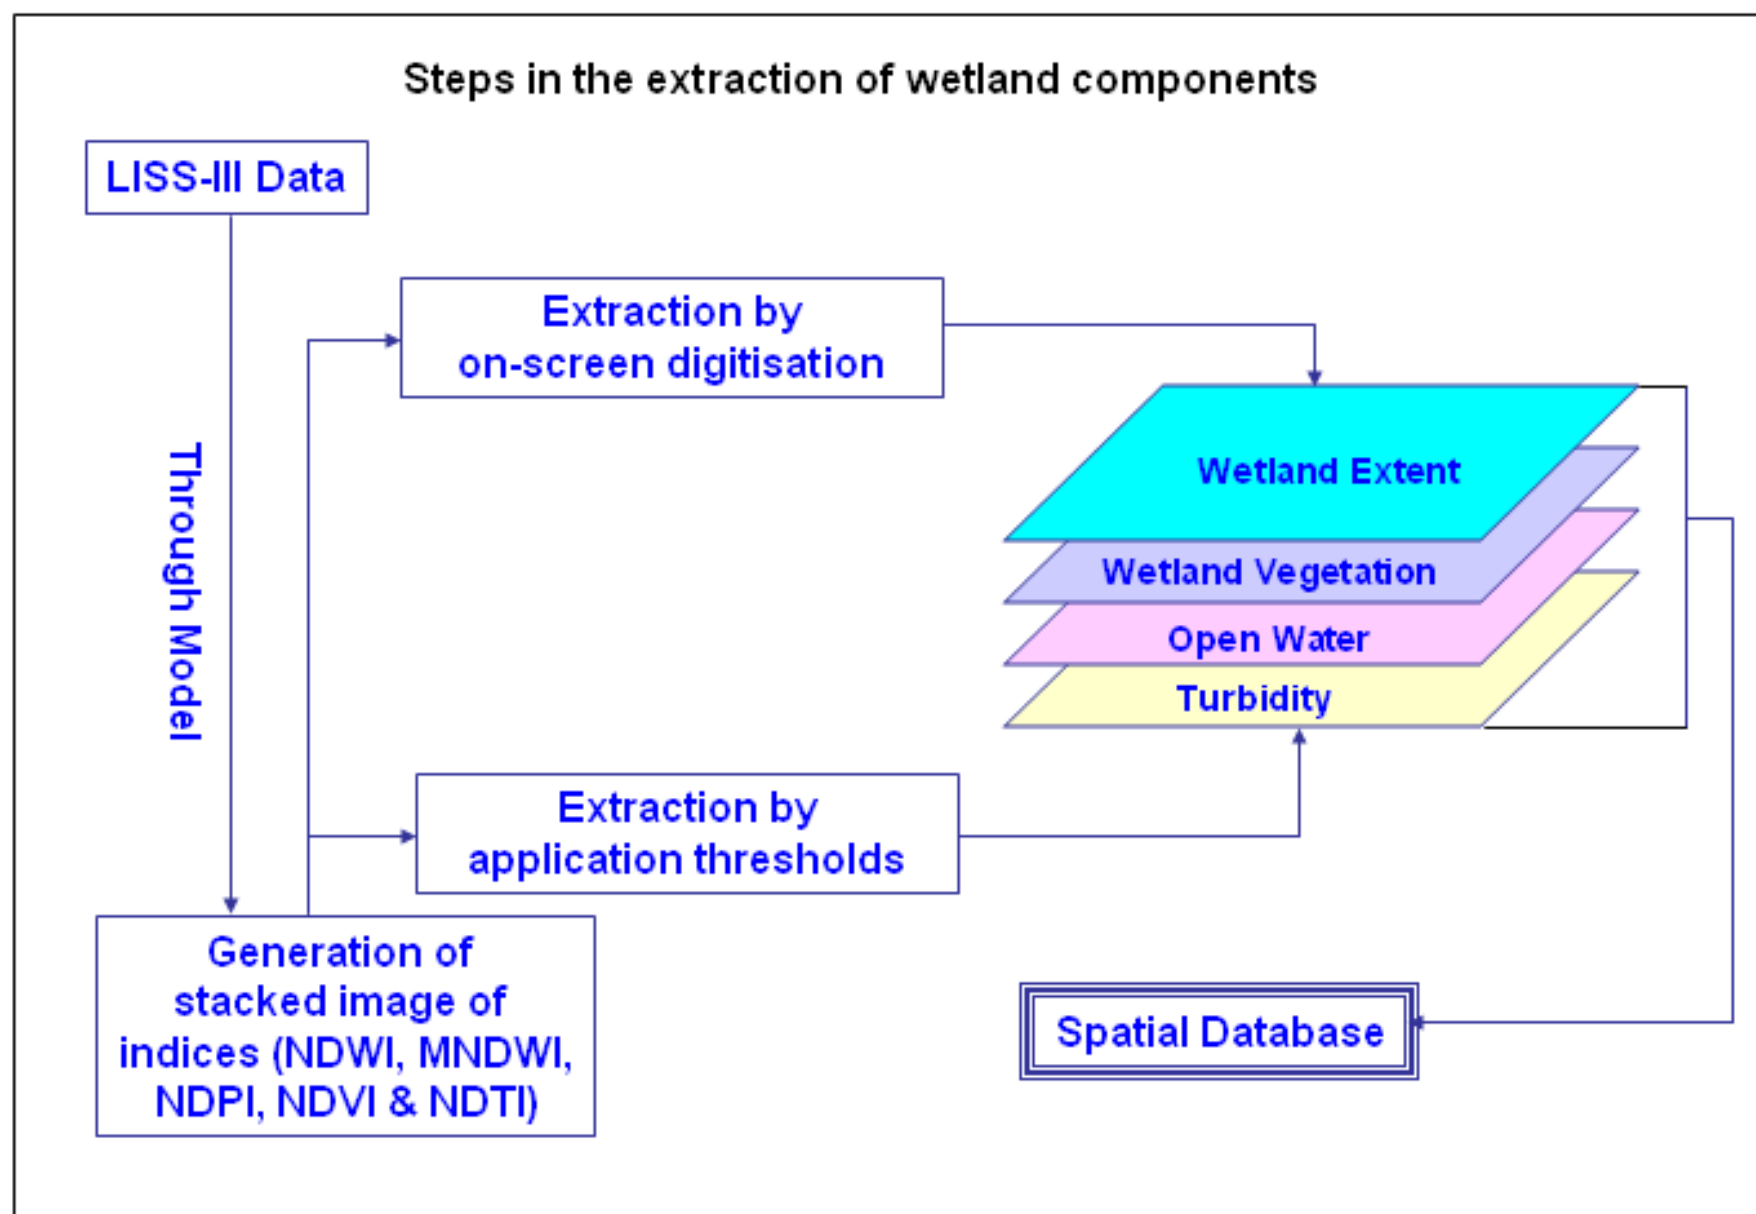 Steps in the extraction of wetland components
LISS-III Data
Through Model
Extraction by
on-screen digitisation
Wetland Extent
Wetland Vegetation
Open Water
Turbidity
Extraction by
application thresholds
Generation of
stacked image of
indices (NDWI, MNDWI,
NDPI, NDVI & NDTI)
Spatial Database